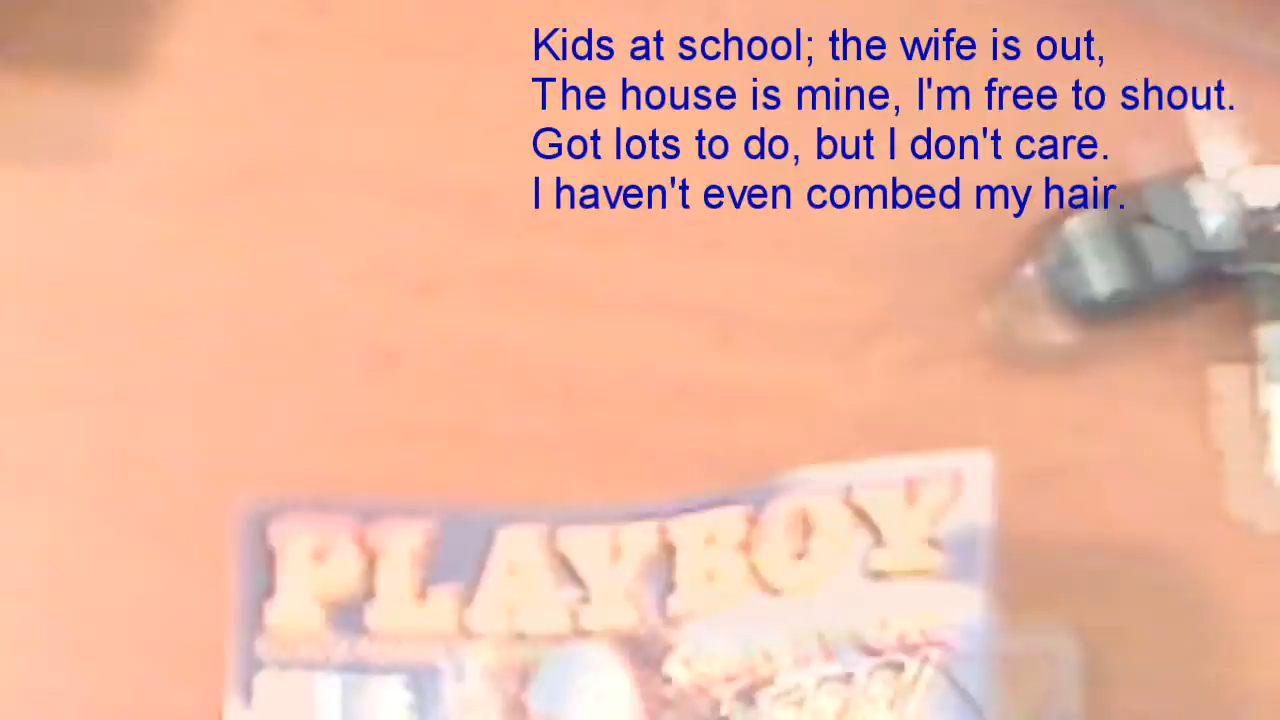 Kids at school; the wife is out,
The house is mine, I'm free to shout.
Got lots to do, but I don't care.
I haven't even combed my hair.
PLAYBOY